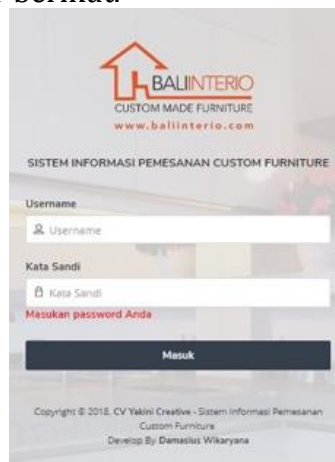 BALIINTERIO
CUSTOM MADE FURNITURE
www.baliinterio.com
SISTEM INFORMASI PEMESANAN CUSTOM FURNITURE
Username
Username
Kata Sandi
Kata Sandi
Masukan password Anda
Masuk
Copyright © 2018. CV Yakini Creative - Sistem Informasi Pemesanan
Custom Furniture
Develop By Damasius Wikaryana